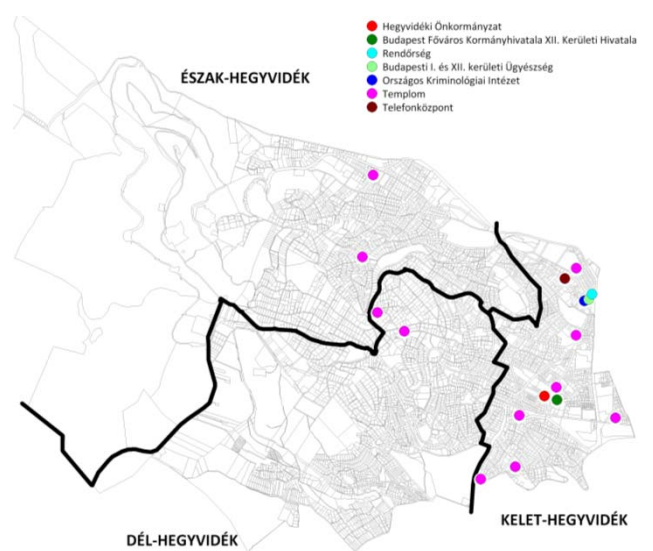 Hegyvidéki Önkormányzat
Budapest Főváros Kormányhivatala XII. Kerületi Hivatala
Rendőrség
Budapesti I. és XII. kerületi Ügyészség
Országos Kriminológiai Intézet
Templom
Telefonközpont
ÉSZAK-HEGYVIDÉK
KELET-HEGYVIDÉK
DÉL-HEGYVIDÉK